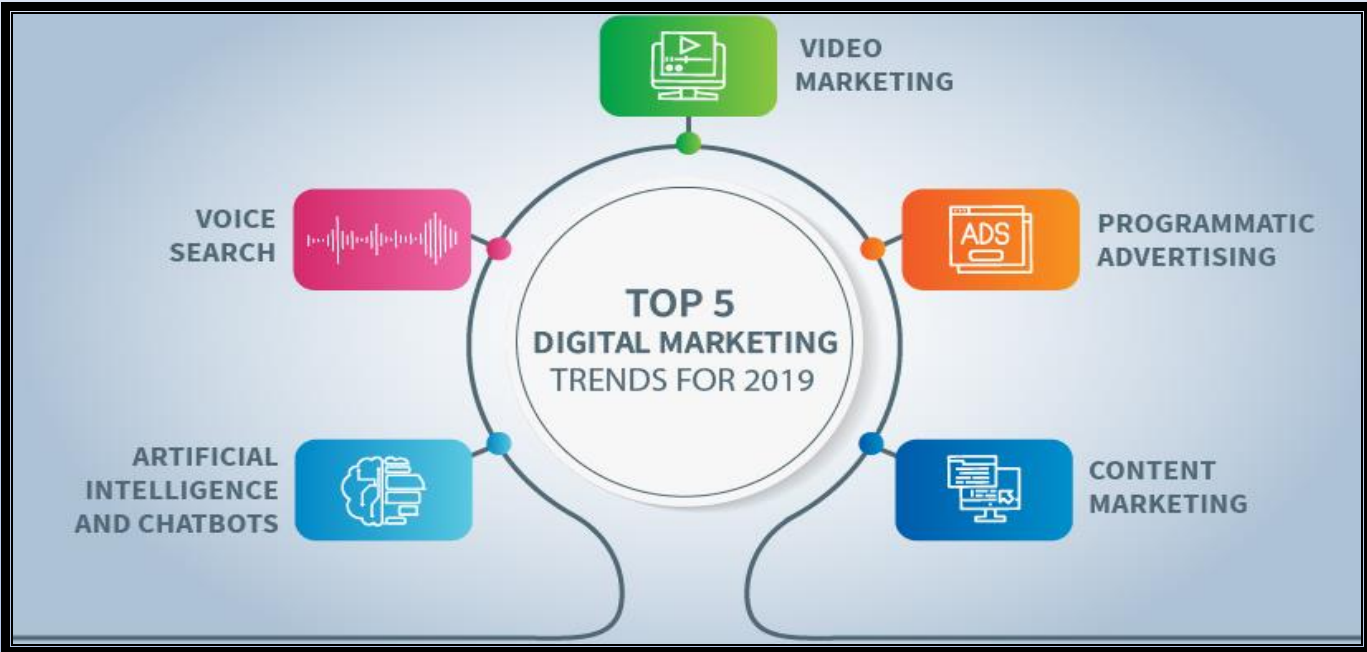 VIDEO
MARKETING
VOICE
SEARCH
ADS
PROGRAMMATIC
ADVERTISING
TOP 5
DIGITAL MARKETING
TRENDS FOR 2019
ARTIFICIAL
INTELLIGENCE
AND CHATBOTS
CONTENT
MARKETING